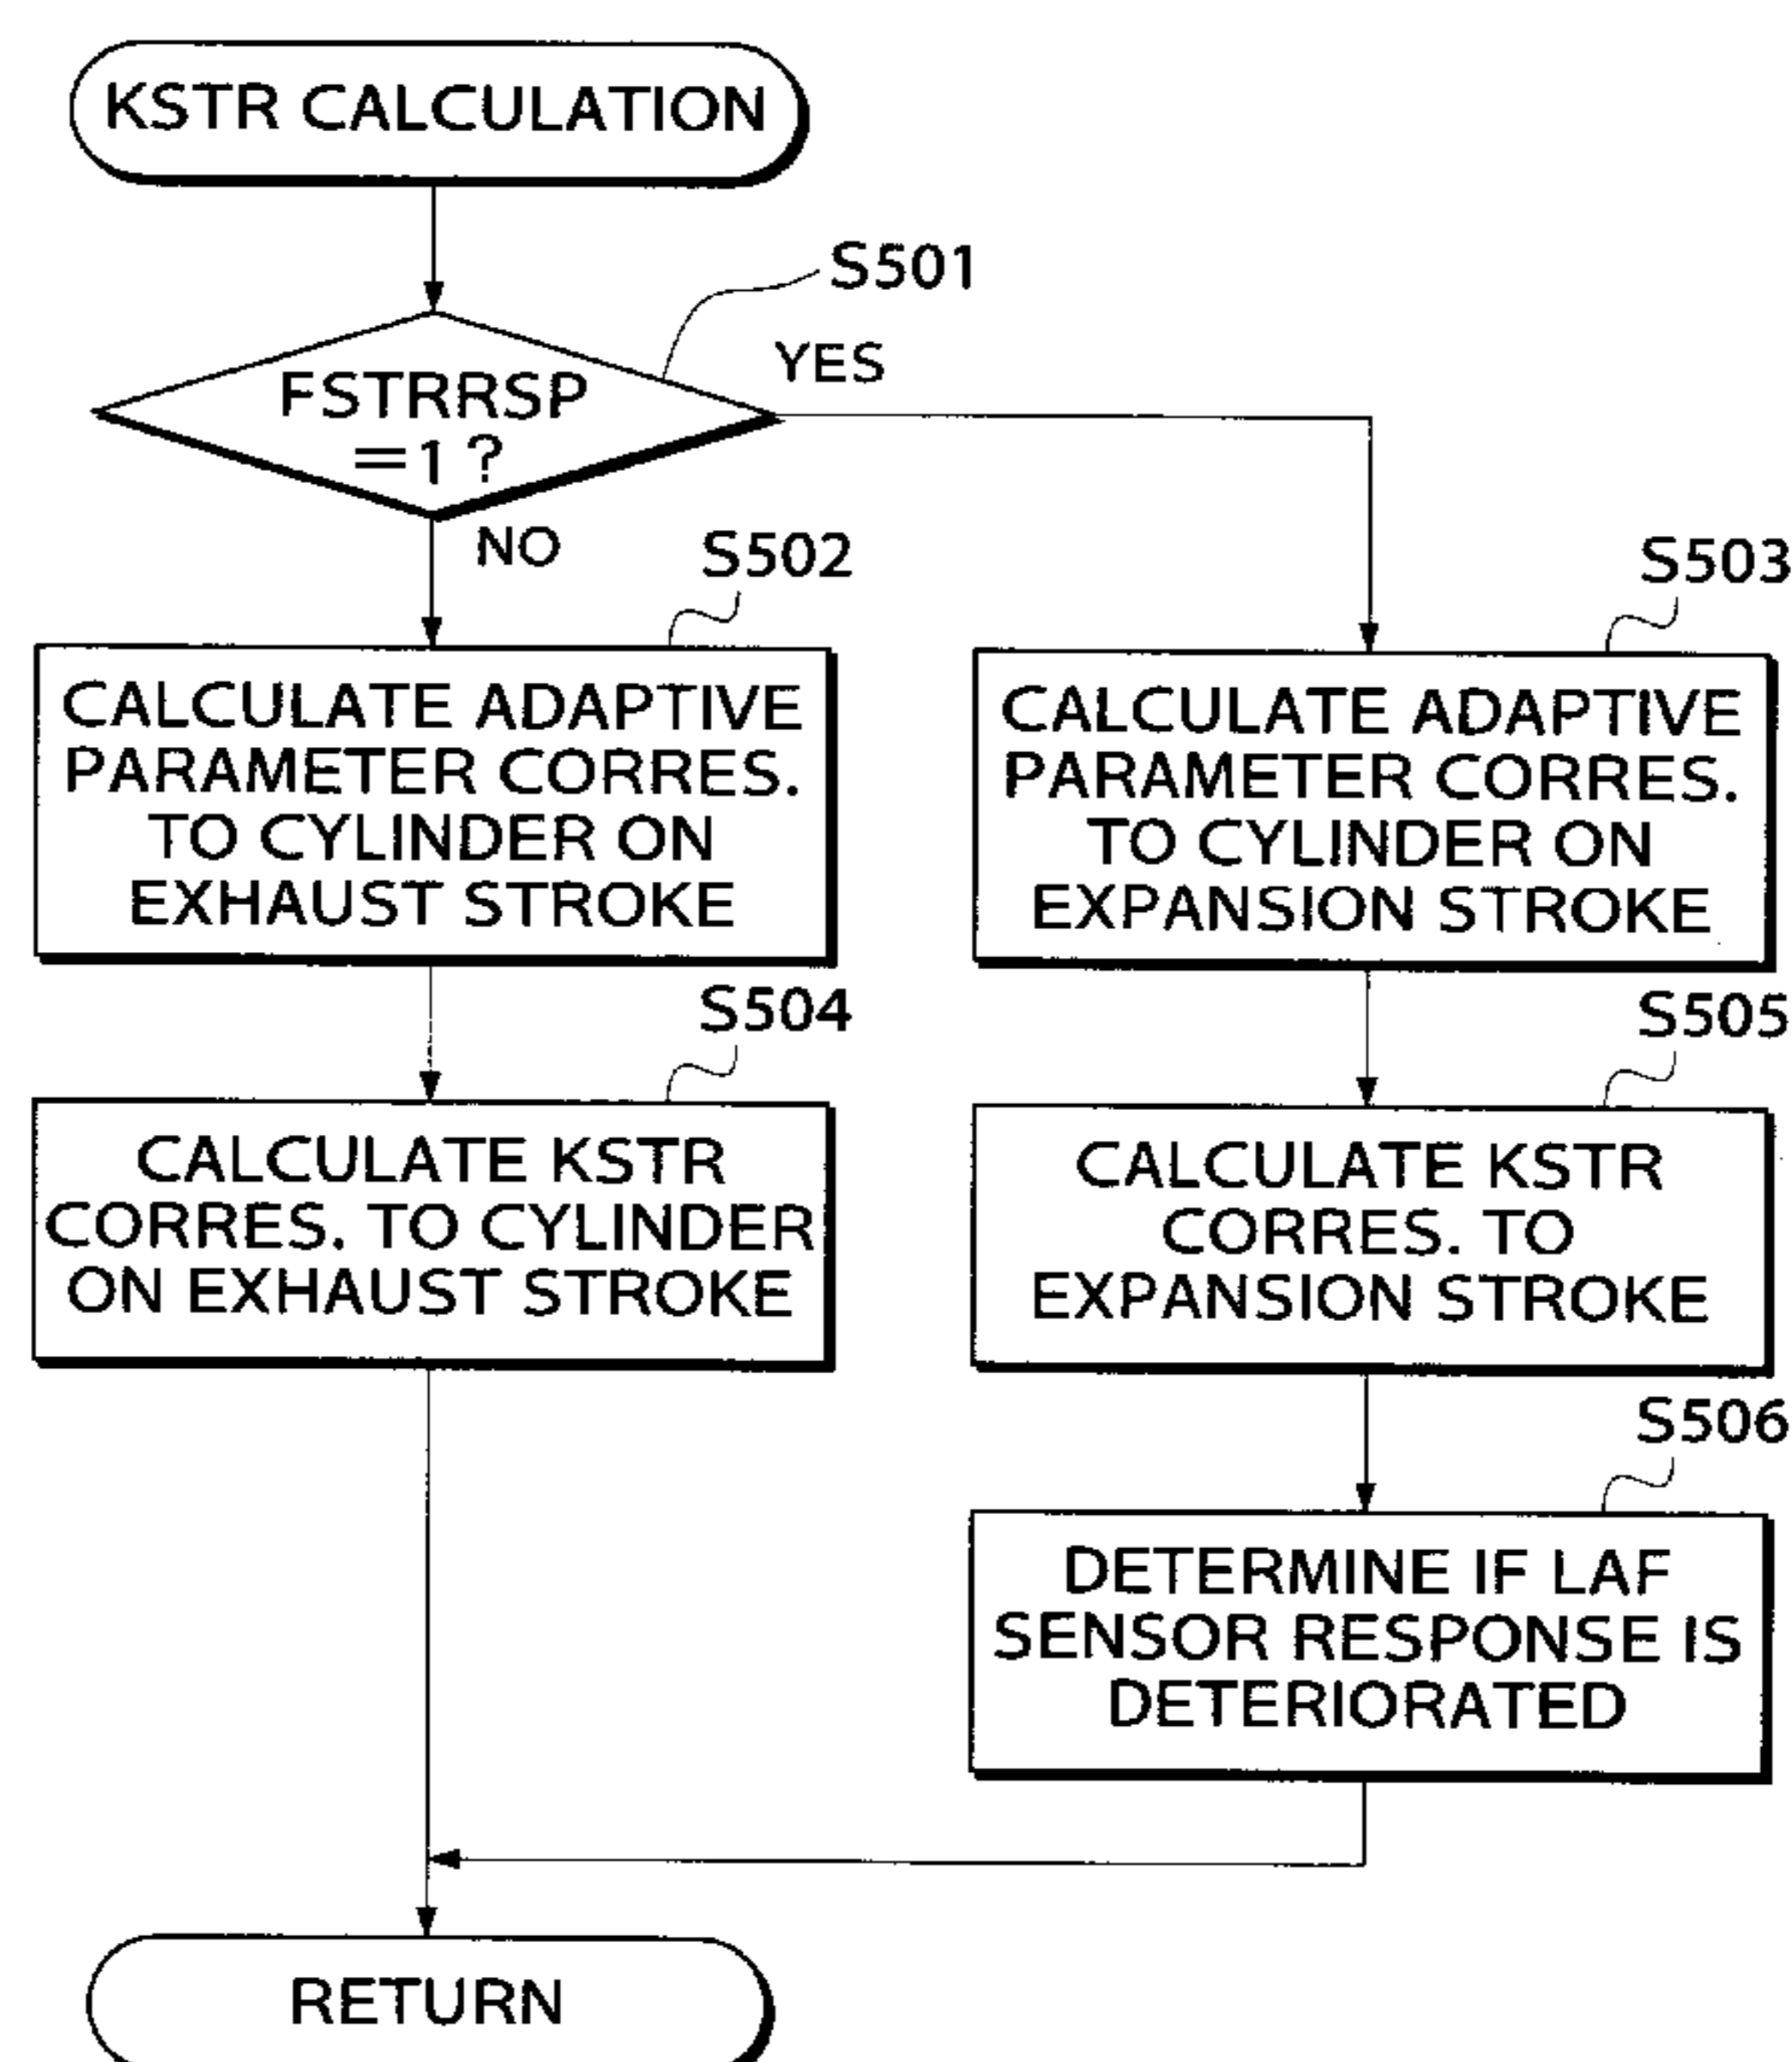 KSTR CALCULATION
S501
FSTRRSP
=1 ?
YES
NO
S502
CALCULATE ADAPTIVE
PARAMETER CORRES.
TO CYLINDER ON
EXHAUST STROKE
S503
CALCULATE ADAPTIVE
PARAMETER CORRES.
TO CYLINDER ON
EXPANSION STROKE
S504
CALCULATE KSTR
CORRES. TO CYLINDER
ON EXHAUST STROKE
S505
CALCULATE KSTR
CORRES. TO
EXPANSION STROKE
S506
DETERMINE IF LAF
SENSOR RESPONSE IS
DETERIORATED
RETURN